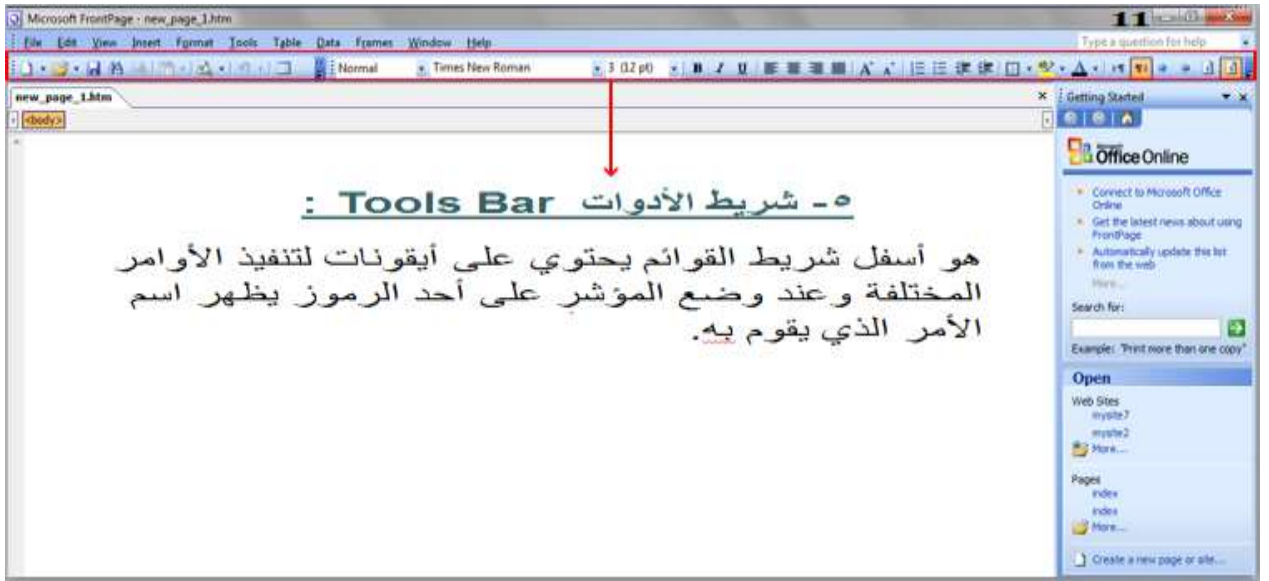 Microsoft FrontPage - new_page_1.htm
11
File Edit View Insert Format Tools Table Data Frames Window Help
Type a question for help
Normal Times New Roman 3 (12 pt) B I U A A A
new_page_1.htm
<body>
Getting Started
Microsoft
Office Online
Connect to Microsoft Office
Online
Get the latest news about using
FrontPage
Automatically update this list
from the web
More...
Search for:
Example: "Print more than one copy"
Open
Web Sites
mysite7
mysite2
More...
Pages
index
index
More...
Create a new page or site...
٥- شريط الأدوات Tools Bar :
هو أسفل شريط القوائم يحتوي على أيقونات لتنفيذ الأوامر
المختلفة وعند وضع المؤشر على أحد الرموز يظهر اسم
الأمر الذي يقوم به.